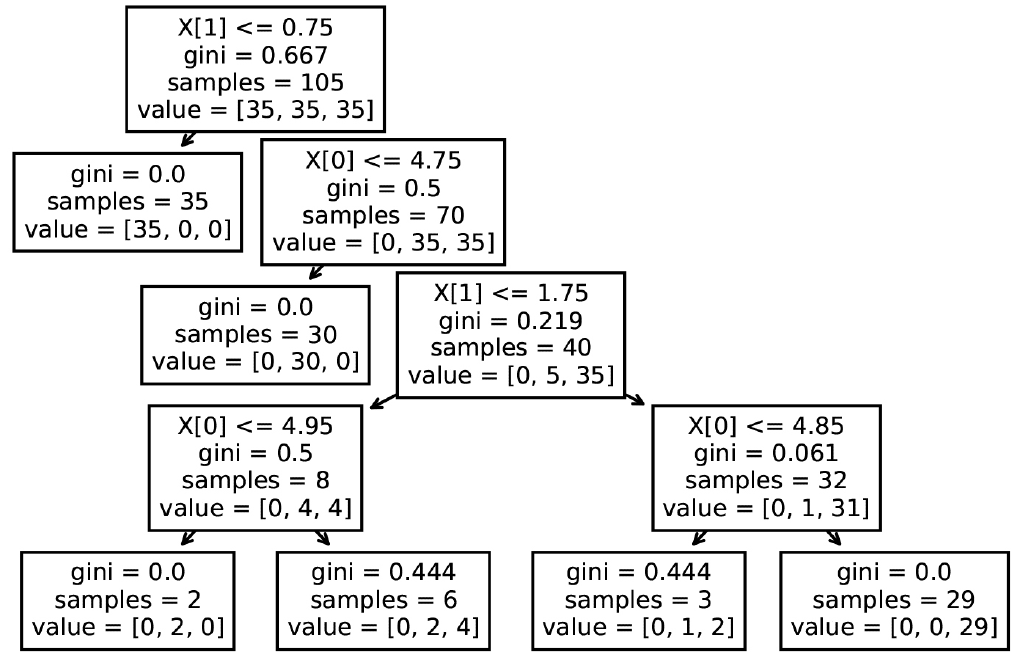 X[1] <= 0.75
gini = 0.667
samples = 105
value = [35, 35, 35]
gini = 0.0
samples = 35
value = [35, 0, 0]
X[0] <= 4.75
gini = 0.5
samples = 70
value = [0, 35, 35]
gini = 0.0
samples = 30
value = [0, 30, 0]
X[1] <= 1.75
gini = 0.219
samples = 40
value = [0, 5, 35]
X[0] <= 4.95
gini = 0.5
samples = 8
value = [0, 4, 4]
X[0] <= 4.85
gini = 0.061
samples = 32
value = [0, 1, 31]
gini = 0.0
samples = 2
value = [0, 2, 0]
gini = 0.444
samples = 6
value = [0, 2, 4]
gini = 0.444
samples = 3
value = [0, 1, 2]
gini = 0.0
samples = 29
value = [0, 0, 29]